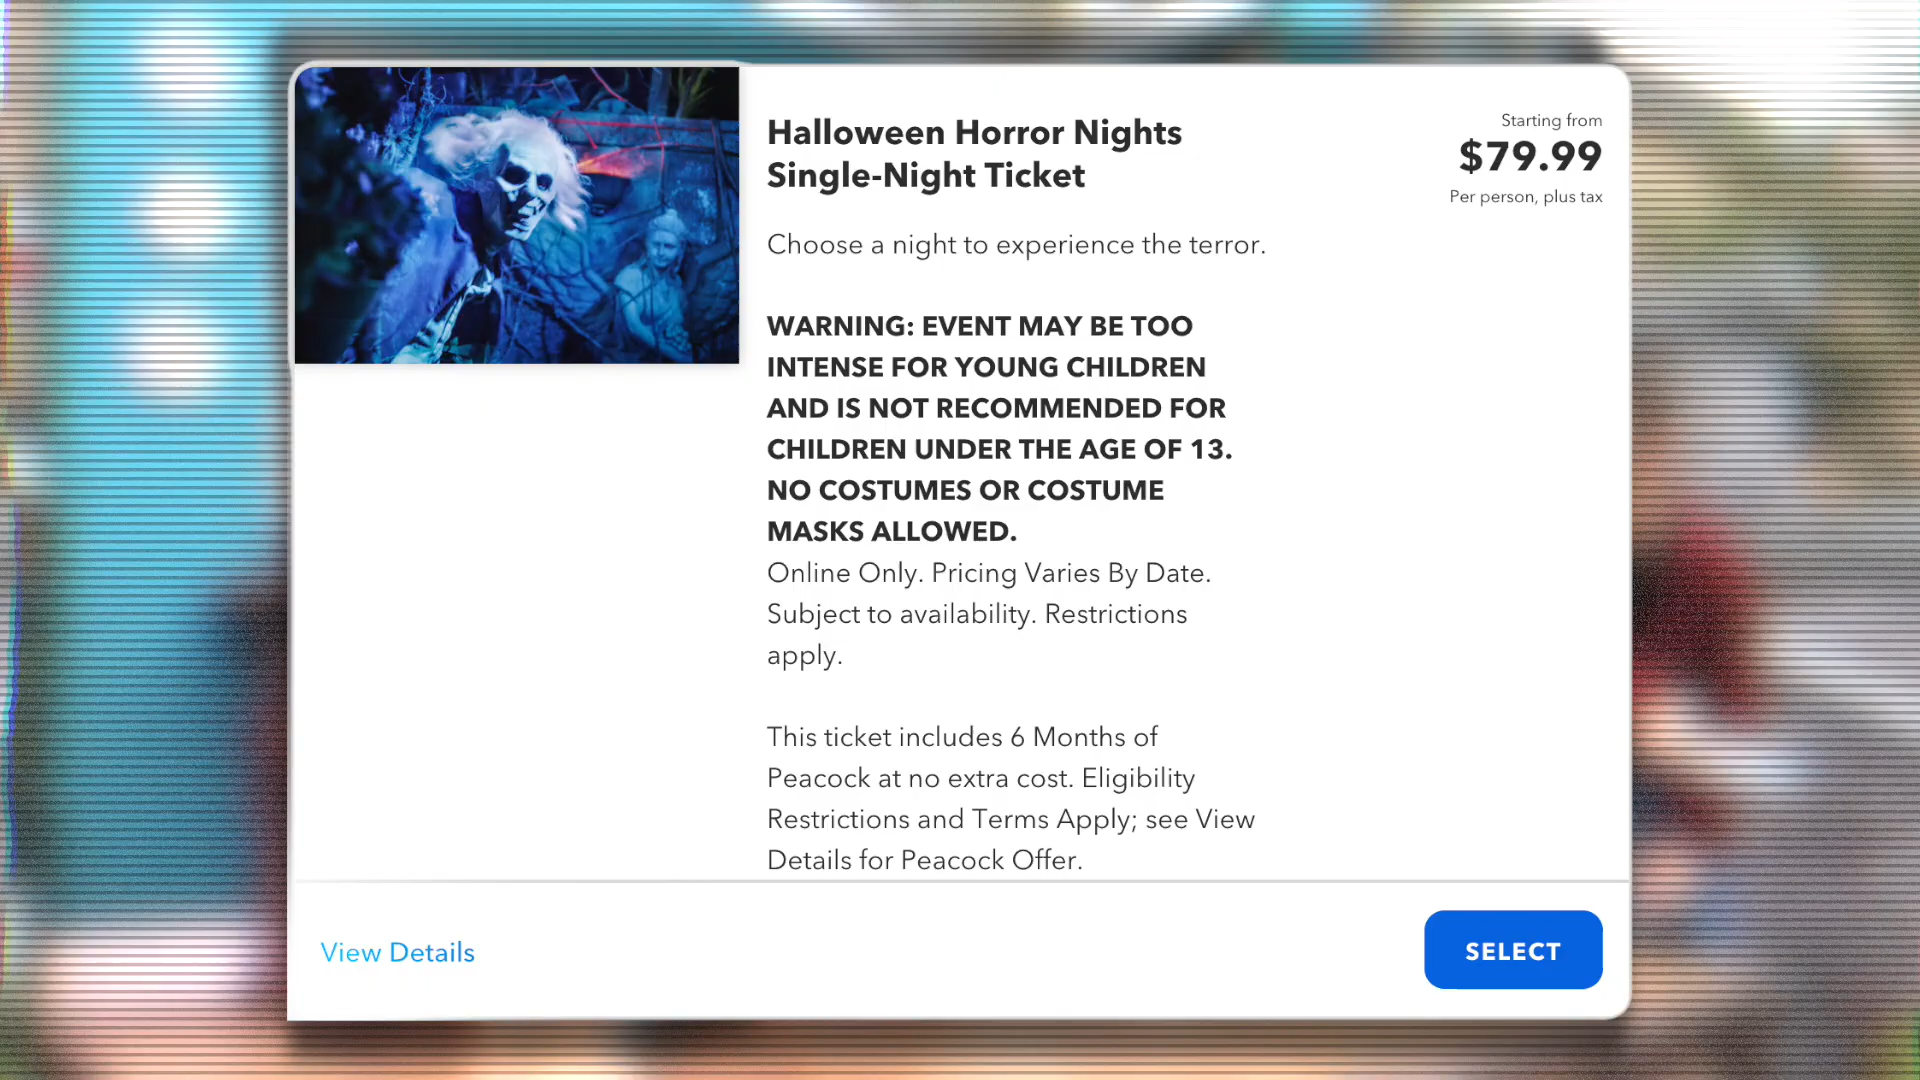 Halloween Horror Nights
Single-Night Ticket
Starting from
$79.99
Per person, plus tax
Choose a night to experience the terror.
WARNING: EVENT MAY BE TOO
INTENSE FOR YOUNG CHILDREN
AND IS NOT RECOMMENDED FOR
CHILDREN UNDER THE AGE OF 13.
NO COSTUMES OR COSTUME
MASKS ALLOWED.
Online Only. Pricing Varies By Date.
Subject to availability. Restrictions
apply.
This ticket includes 6 Months of
Peacock at no extra cost. Eligibility
Restrictions and Terms Apply; see View
Details for Peacock Offer.
View Details
SELECT